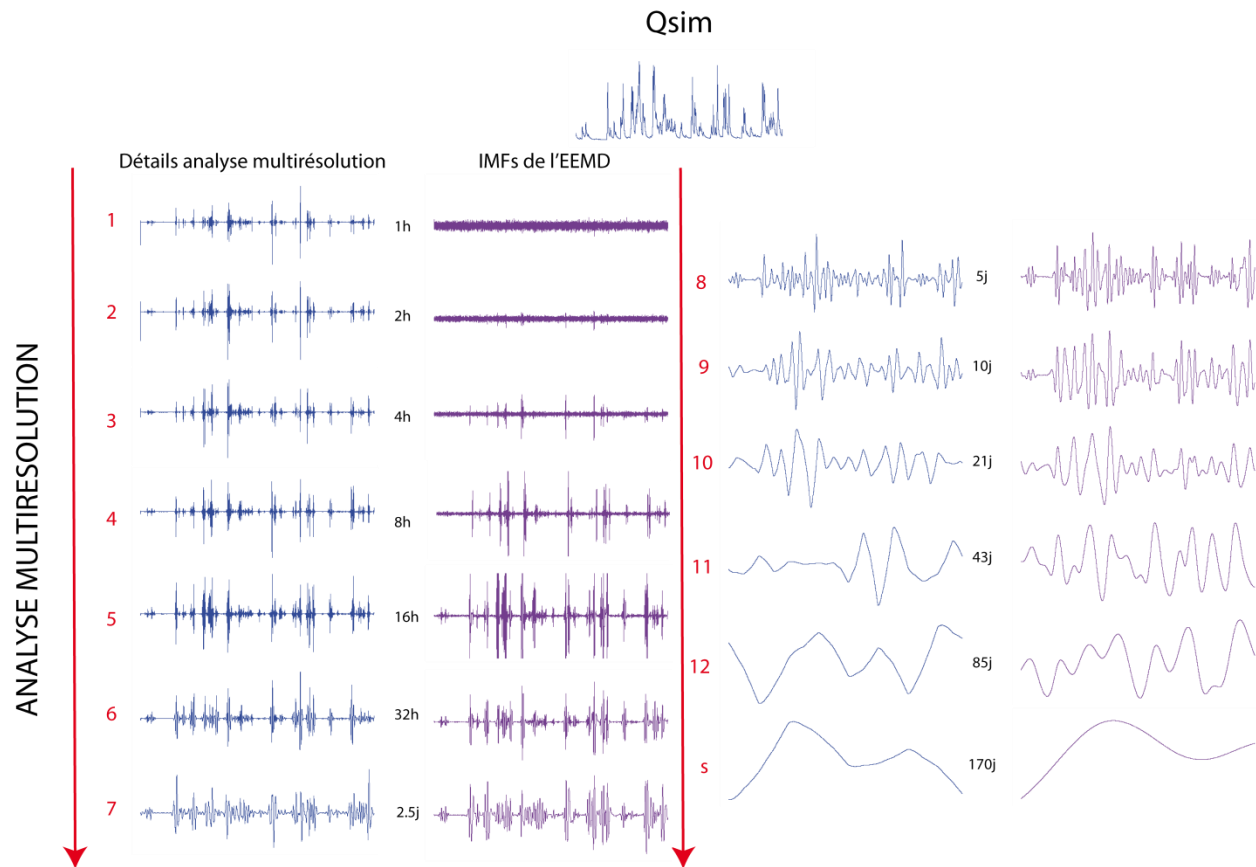 Qsim
Détails analyse multirésolution
IMFs de l'EEMD
ANALYSE MULTIRESOLUTION
1
1h
2
2h
3
4h
4
8h
5
16h
6
32h
7
2.5j
8
5j
9
10j
10
21j
11
43j
12
85j
s
170j